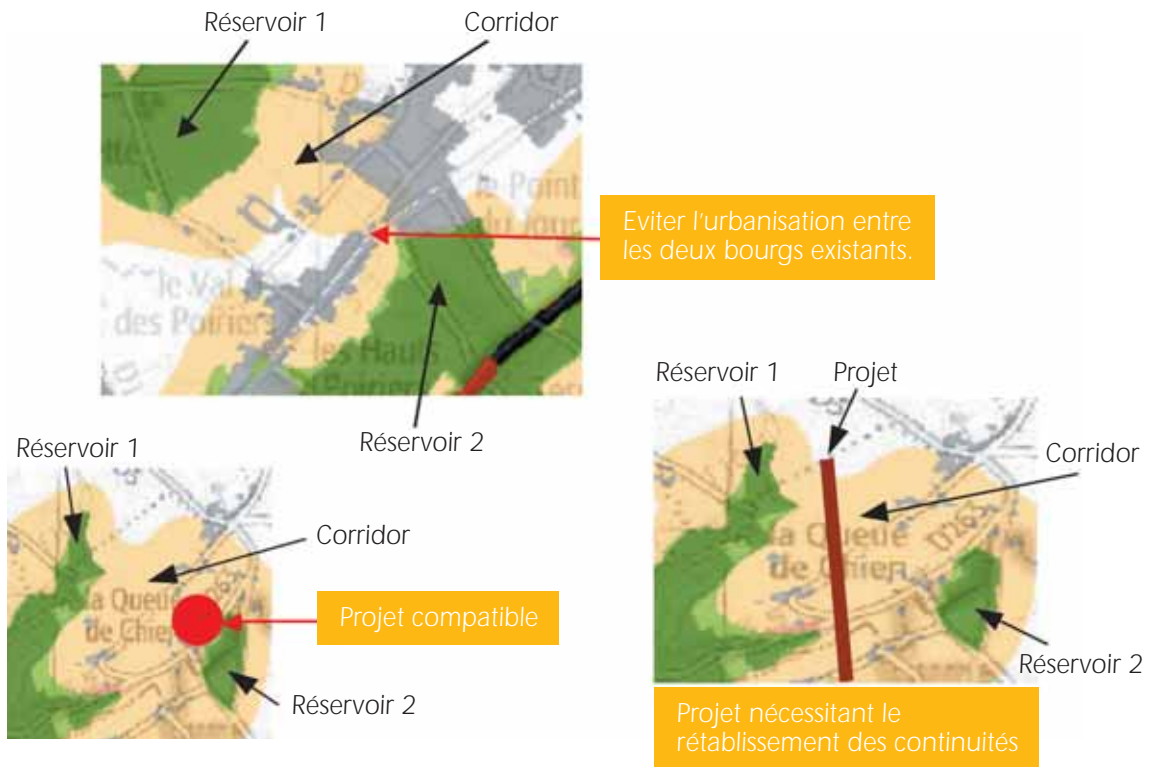 Réservoir 1
Corridor
le Point
du Jour
Eviter l'urbanisation entre
les deux bourgs existants.
le Val
des Poiriers
les Hauts
Poiriers
Réservoir 2
Réservoir 1
Corridor
la Queue
de Chien
Projet compatible
Réservoir 2
Réservoir 1
Projet
Corridor
la Queue
de Chien
D263
Réservoir 2
Projet nécessitant le
rétablissement des continuités